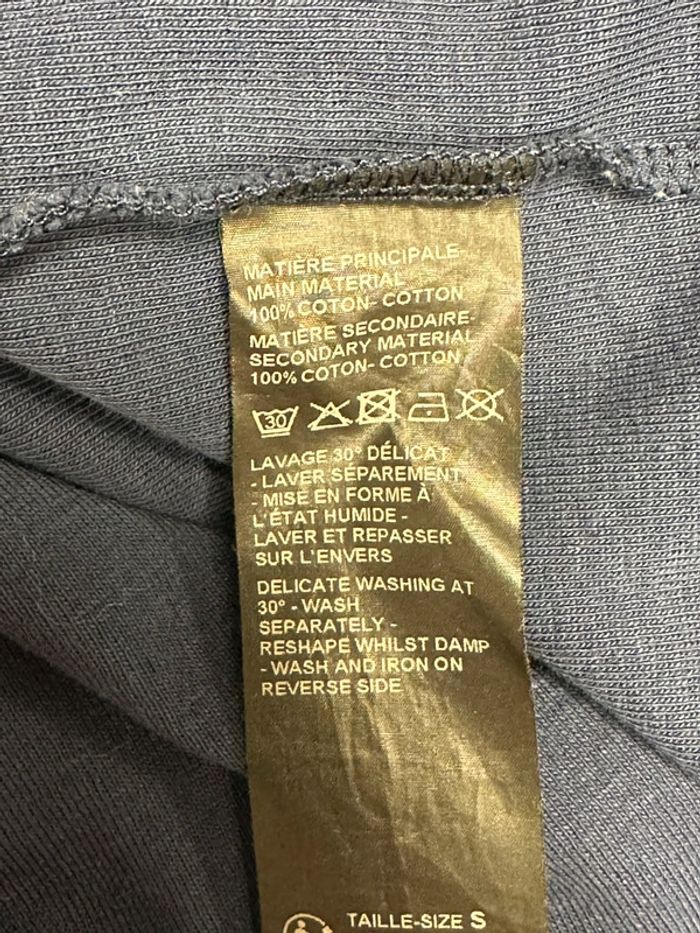 MATIÈRE PRINCIPALE-
MAIN MATERIAL
100% COTON- COTTON
MATIÈRE SECONDAIRE-
SECONDARY MATERIAL
100% COTON- COTTON
30
LAVAGE 30° DÉLICAT
- LAVER SÉPAREMENT
- MISE EN FORME À
L'ÉTAT HUMIDE -
LAVER ET REPASSER
SUR L'ENVERS
DELICATE WASHING AT
30° - WASH
SEPARATELY -
RESHAPE WHILST DAMP
- WASH AND IRON ON
REVERSE SIDE
TAILLE-SIZE S